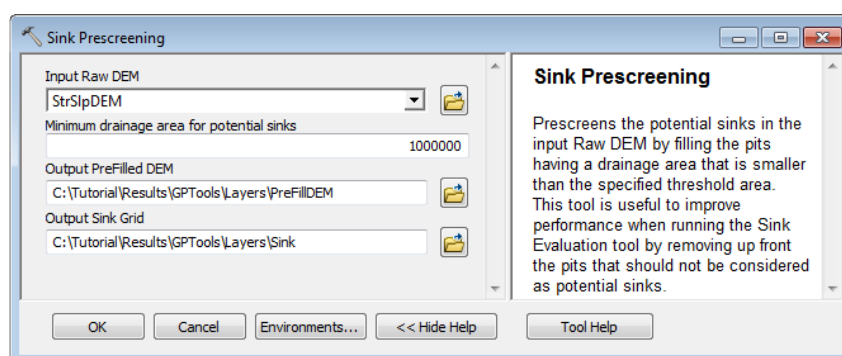 Sink Prescreening
Input Raw DEM
StrSlpDEM
Minimum drainage area for potential sinks
1000000
Output PreFilled DEM
C:\Tutorial\Results\GPTools\Layers\PreFillDEM
Output Sink Grid
C:\Tutorial\Results\GPTools\Layers\Sink
Sink Prescreening
Prescreens the potential sinks in the
input Raw DEM by filling the pits
having a drainage area that is smaller
than the specified threshold area.
This tool is useful to improve
performance when running the Sink
Evaluation tool by removing up front
the pits that should not be considered
as potential sinks.
OK
Cancel
Environments...
<< Hide Help
Tool Help